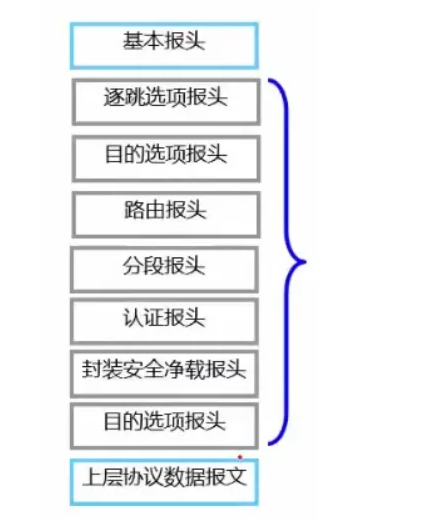 基本报头
逐跳选项报头
目的选项报头
路由报头
分段报头
认证报头
封装安全净载报头
目的选项报头
上层协议数据报文